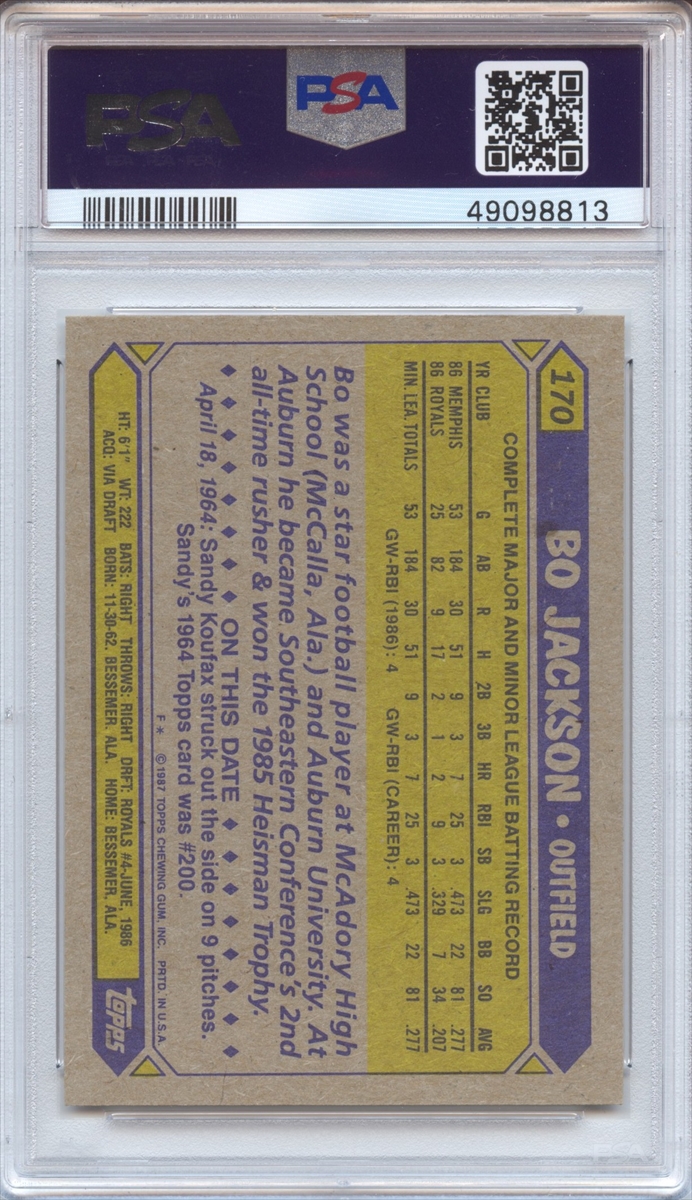 PSA
PSA
PSA PSA PSA
49098813
170 BO JACKSON • OUTFIELD
COMPLETE MAJOR AND MINOR LEAGUE BATTING RECORD
YR CLUB G AB R H 2B 3B HR RBI SB SLG BB SO AVG
86 MEMPHIS 53 184 30 51 9 3 7 25 3 .473 22 81 .277
86 ROYALS 25 82 9 17 2 1 2 9 3 .329 7 34 .207
MIN. LEA. TOTALS 53 184 30 51 9 3 7 25 3 .473 22 81 .277
GW-RBI (1986): 4 GW-RBI (CAREER): 4
Bo was a star football player at McAdory High
School (McCalla, Ala.) and Auburn University. At
Auburn he became Southeastern Conference's 2nd
all-time rusher & won the 1985 Heisman Trophy.
♦ ♦ ♦ ♦ ♦ ♦ ♦ ON THIS DATE ♦ ♦ ♦ ♦ ♦ ♦ ♦
April 18, 1964: Sandy Koufax struck out the side on 9 pitches.
Sandy's 1964 Topps card was #200.
F * ©1987 TOPPS CHEWING GUM, INC. PRTD. IN U.S.A.
HT: 6'1" WT: 222 BATS: RIGHT THROWS: RIGHT DRFT: ROYALS #4-JUNE, 1986
ACQ: VIA DRAFT BORN: 11-30-62, BESSEMER, ALA. HOME: BESSEMER, ALA.
topps
PSA